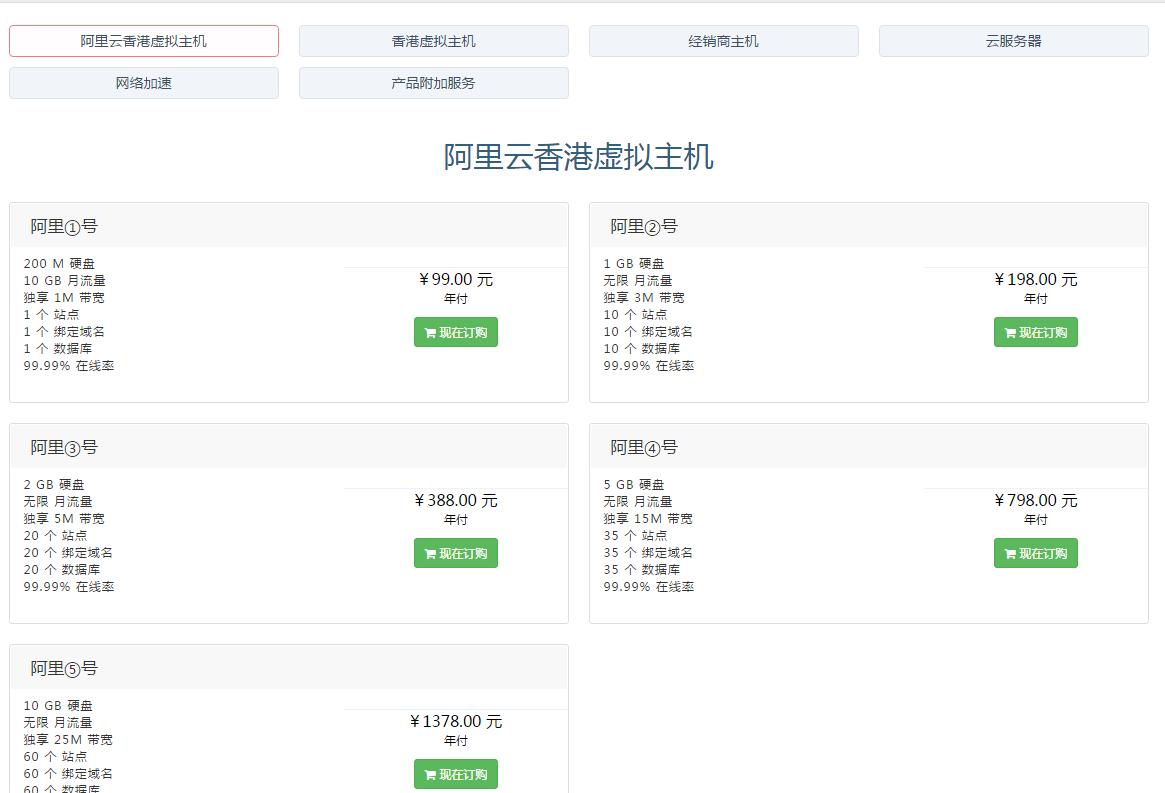 阿里云香港虚拟主机
香港虚拟主机
经销商主机
云服务器
网络加速
产品附加服务
阿里云香港虚拟主机
阿里①号
200 M 硬盘
10 GB 月流量
独享 1M 带宽
1 个 站点
1 个 绑定域名
1 个 数据库
99.99% 在线率
¥99.00 元
年付
现在订购
阿里②号
1 GB 硬盘
无限 月流量
独享 3M 带宽
10 个 站点
10 个 绑定域名
10 个 数据库
99.99% 在线率
¥198.00 元
年付
现在订购
阿里③号
2 GB 硬盘
无限 月流量
独享 5M 带宽
20 个 站点
20 个 绑定域名
20 个 数据库
99.99% 在线率
¥388.00 元
年付
现在订购
阿里④号
5 GB 硬盘
无限 月流量
独享 15M 带宽
35 个 站点
35 个 绑定域名
35 个 数据库
99.99% 在线率
¥798.00 元
年付
现在订购
阿里⑤号
10 GB 硬盘
无限 月流量
独享 25M 带宽
60 个 站点
60 个 绑定域名
60 个 数据库
¥1378.00 元
年付
现在订购